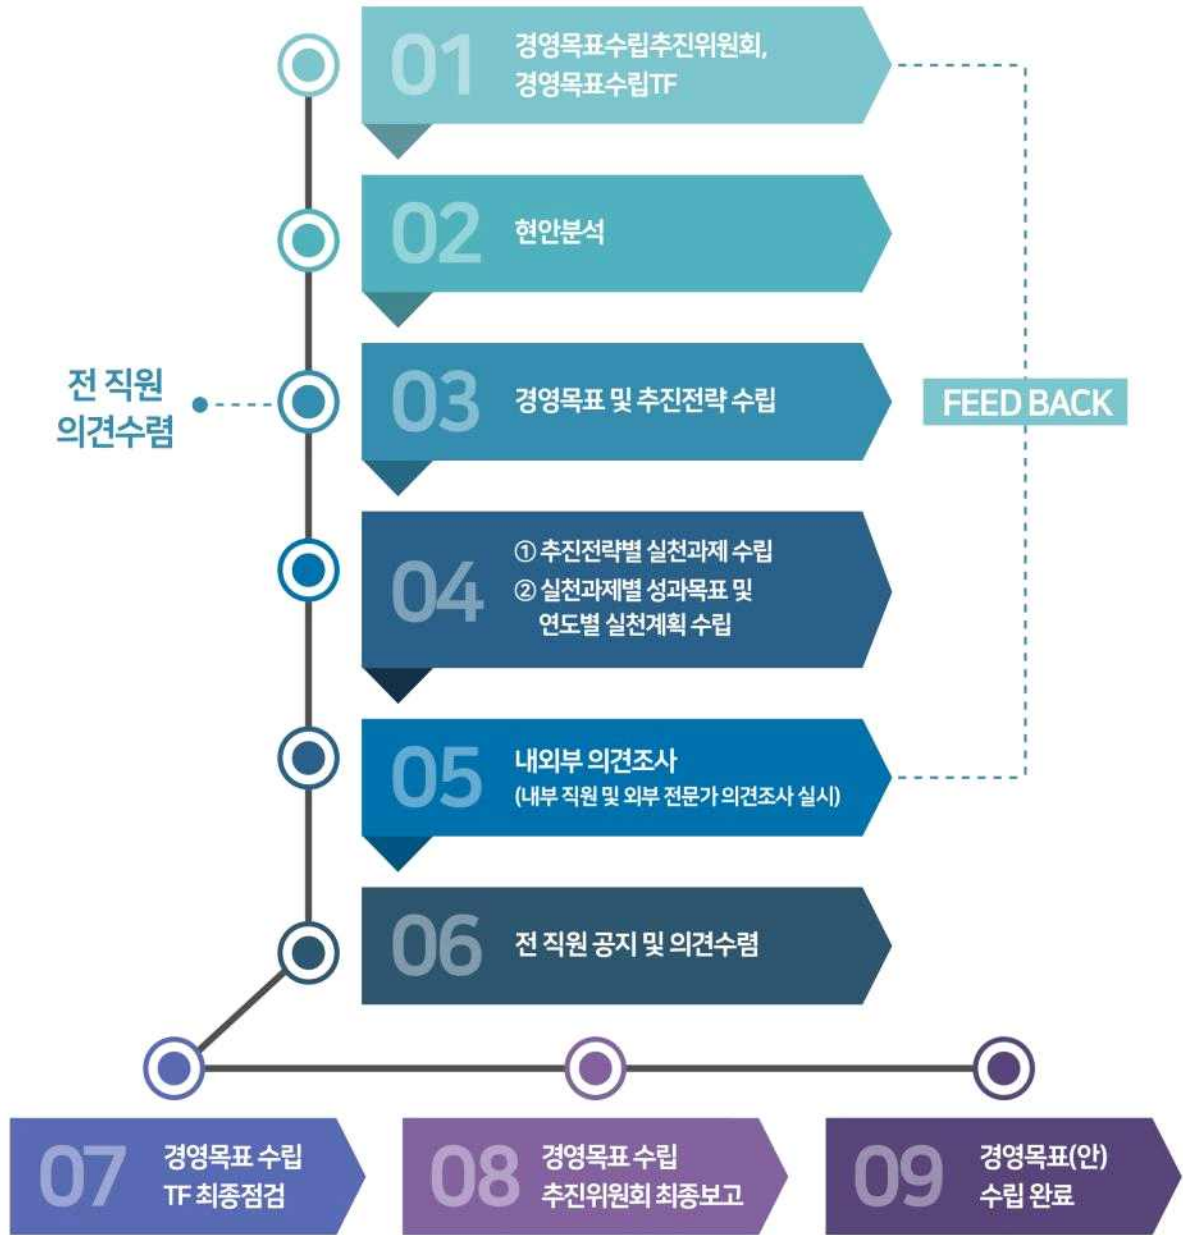 01
경영목표수립추진위원회,
경영목표수립TF
02
현안분석
전 직원
의견수렴
03
경영목표 및 추진전략 수립
FEED BACK
04
① 추진전략별 실천과제 수립
② 실천과제별 성과목표 및
연도별 실천계획 수립
05
내외부 의견조사
(내부 직원 및 외부 전문가 의견조사 실시)
06
전 직원 공지 및 의견수렴
07
경영목표 수립
TF 최종점검
08
경영목표 수립
추진위원회 최종보고
09
경영목표(안)
수립 완료